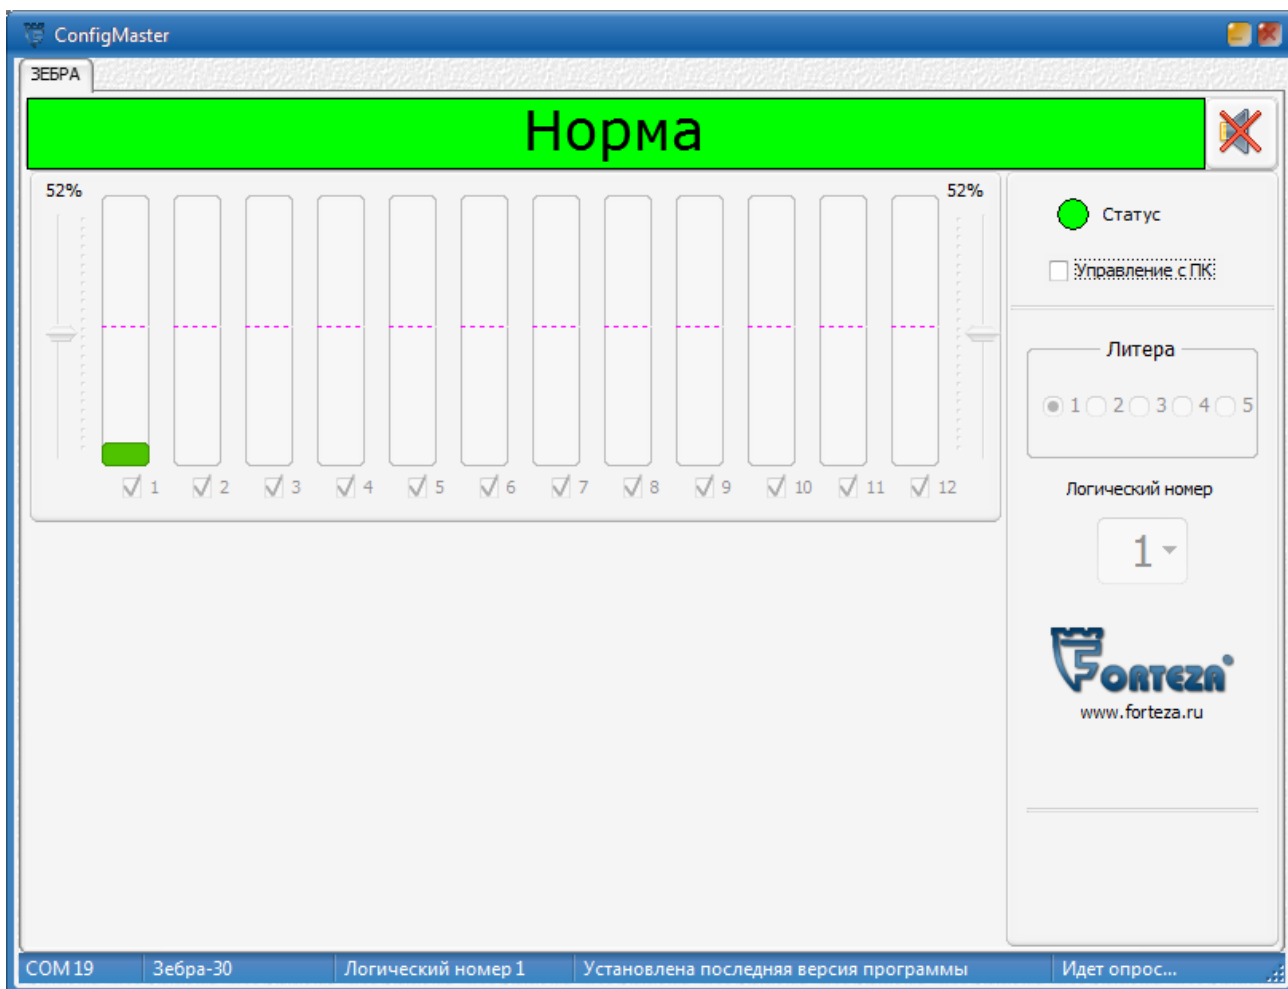 ConfigMaster
ЗЕБРА
Норма
52%
52%
1 2 3 4 5 6 7 8 9 10 11 12
Статус
Управление с ПК
Литера
1 2 3 4 5
Логический номер
1
FORTEZA
www.forteza.ru
COM 19 Зебра-30 Логический номер 1 Установлена последняя версия программы Идет опрос...